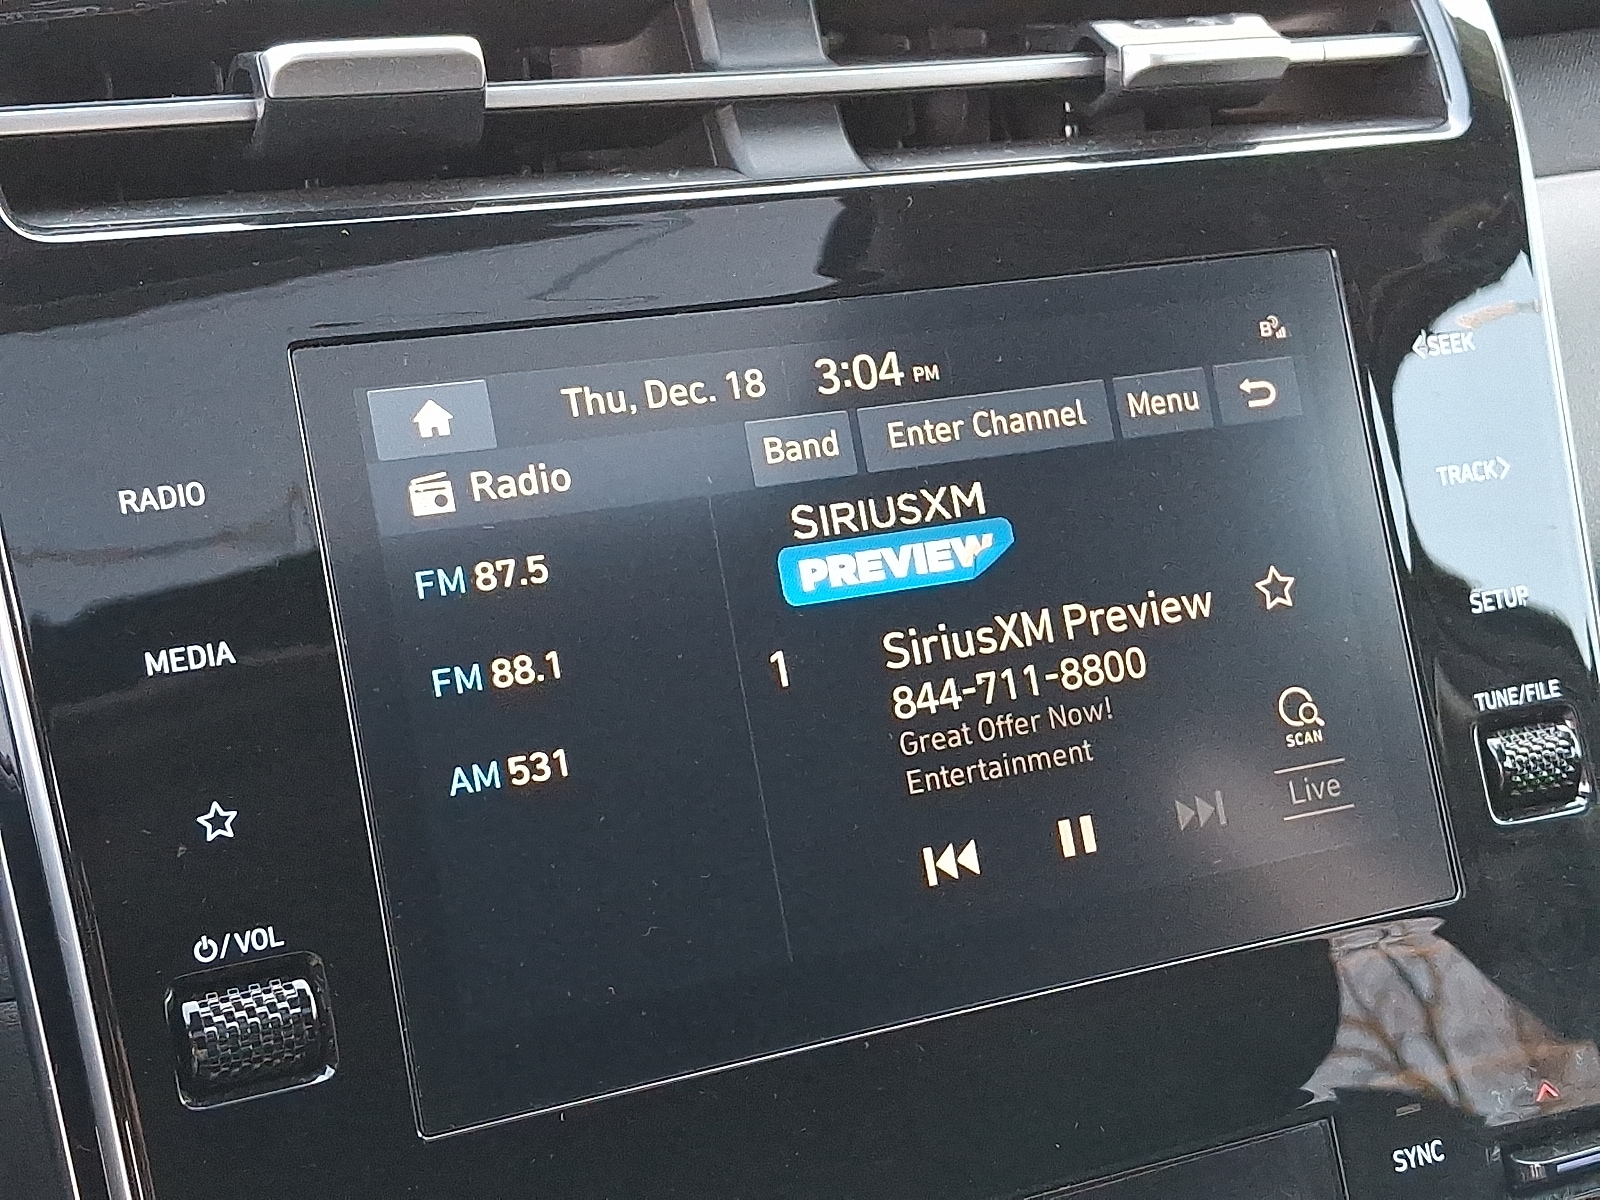 Thu, Dec. 18 3:04 PM
B
Band Enter Channel Menu
Radio
FM 87.5
FM 88.1
AM 531
SIRIUSXM
PREVIEW
1 SiriusXM Preview
844-711-8800
Great Offer Now!
Entertainment
SCAN
Live
RADIO
MEDIA
/VOL
<SEEK
TRACK>
SETUP
TUNE/FILE
SYNC